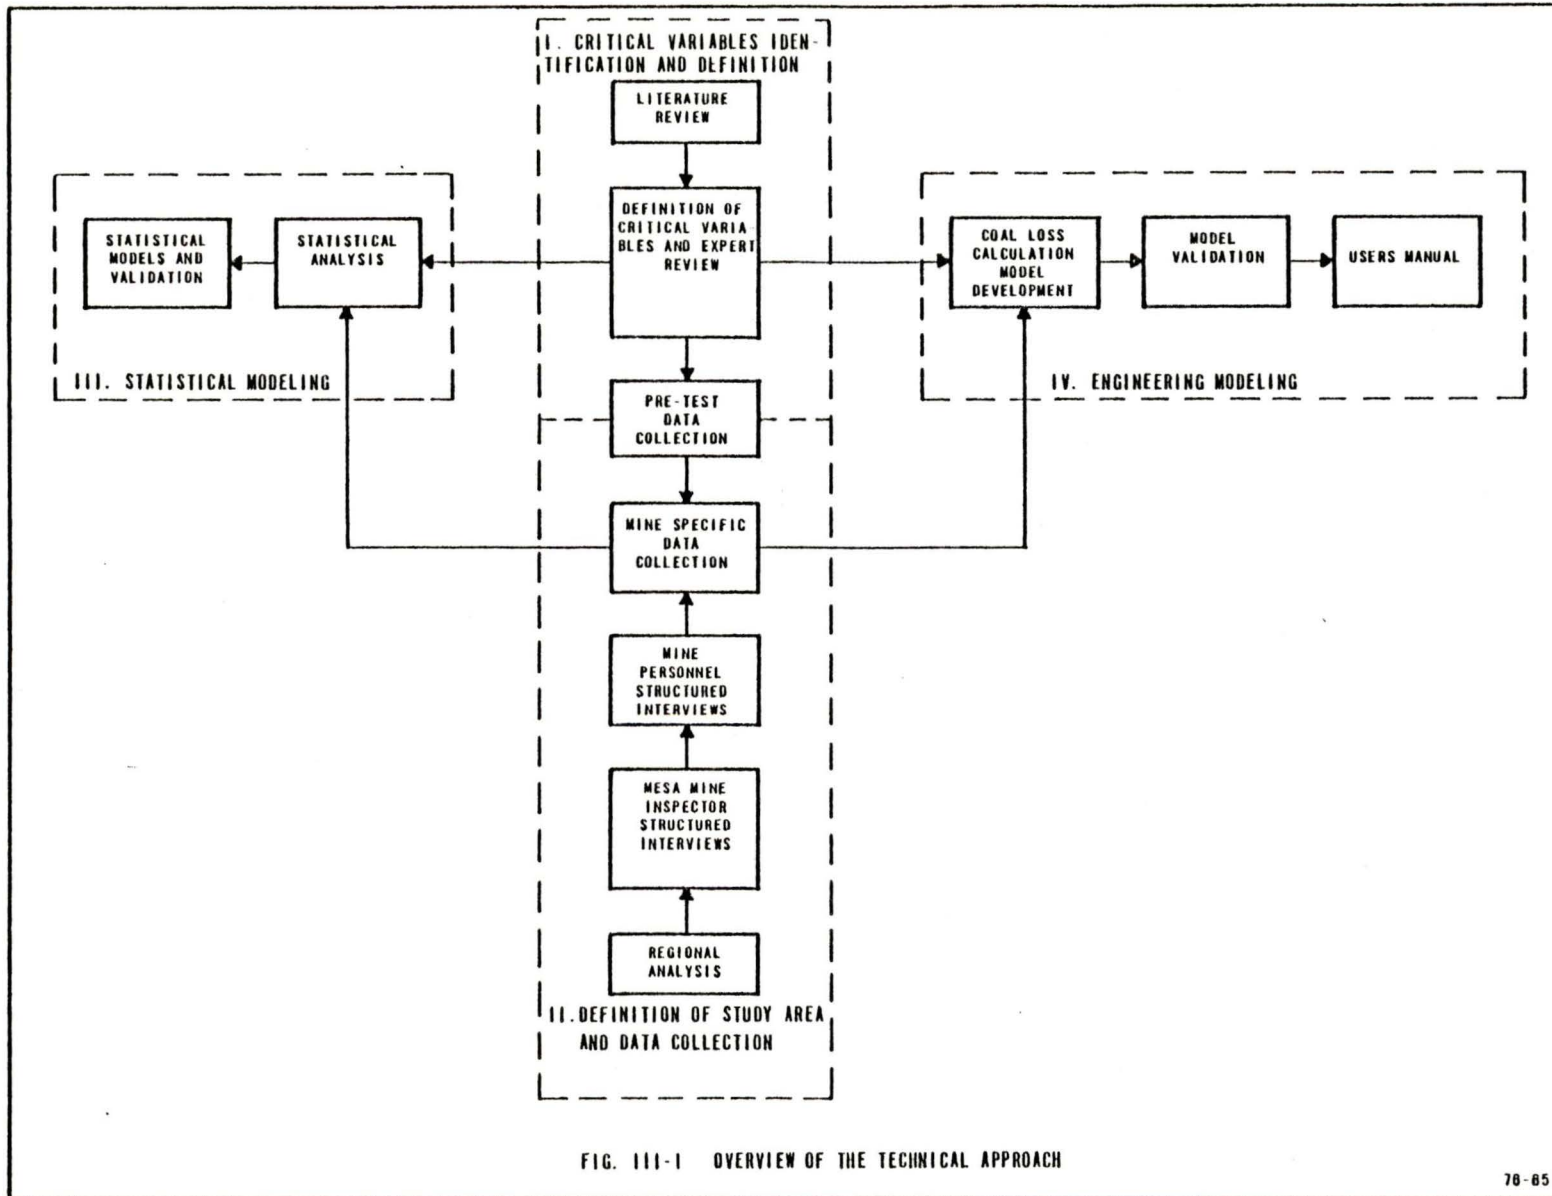 I. CRITICAL VARIABLES IDEN-
TIFICATION AND DEFINITION
LITERATURE
REVIEW
DEFINITION OF
CRITICAL VARIA-
BLES AND EXPERT
REVIEW
STATISTICAL
MODELS AND
VALIDATION
STATISTICAL
ANALYSIS
III. STATISTICAL MODELING
COAL LOSS
CALCULATION
MODEL
DEVELOPMENT
MODEL
VALIDATION
USERS MANUAL
IV. ENGINEERING MODELING
PRE-TEST
DATA
COLLECTION
MINE SPECIFIC
DATA
COLLECTION
MINE
PERSONNEL
STRUCTURED
INTERVIEWS
MESA MINE
INSPECTOR
STRUCTURED
INTERVIEWS
REGIONAL
ANALYSIS
II. DEFINITION OF STUDY AREA
AND DATA COLLECTION
FIG. III-I OVERVIEW OF THE TECHNICAL APPROACH
78-85